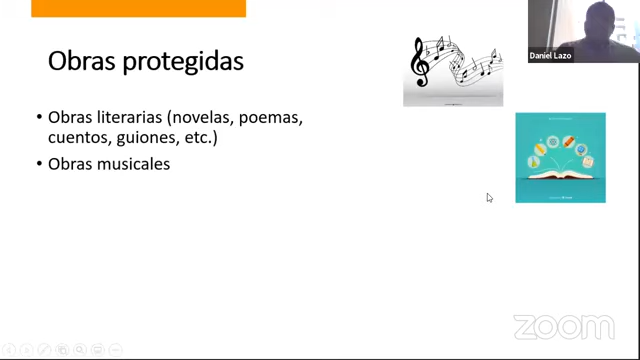 Obras protegidas
Daniel Lazo
• Obras literarias (novelas, poemas,
cuentos, guiones, etc.)
• Obras musicales
zoom